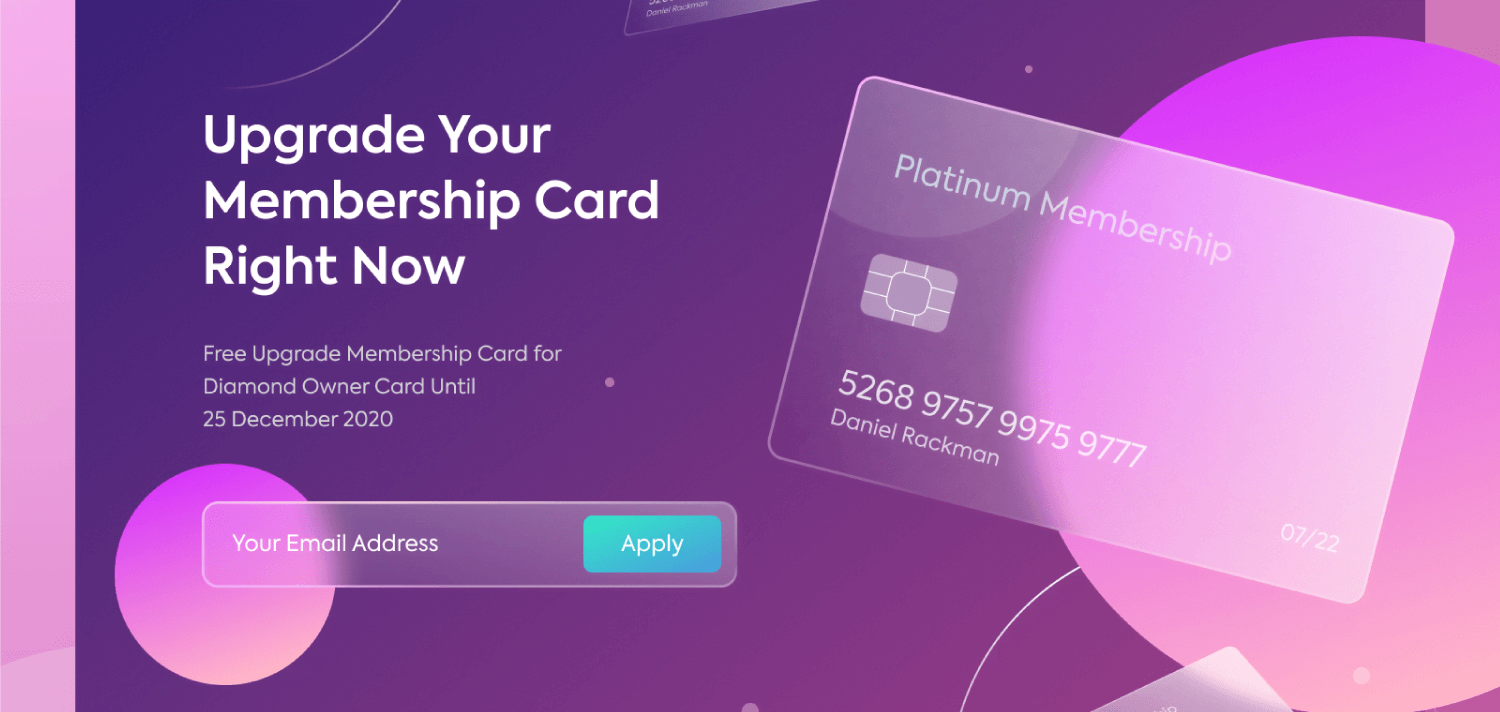 Daniel Rackman
Upgrade Your
Membership Card
Right Now
Free Upgrade Membership Card for
Diamond Owner Card Until
25 December 2020
Your Email Address
Apply
Platinum Membership
5268 9757 9975 9777
Daniel Rackman
07/22